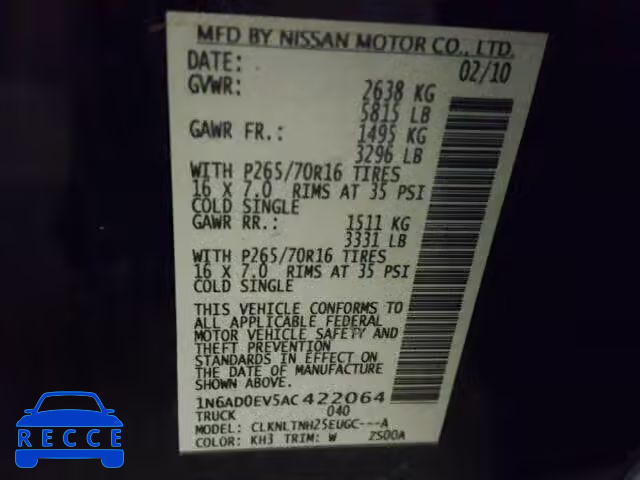 MFD BY NISSAN MOTOR CO., LTD.
DATE: 02/10
GVWR: 2638 KG
5815 LB
GAWR FR.: 1495 KG
3296 LB
WITH P265/70R16 TIRES
16 X 7.0 RIMS AT 35 PSI
COLD SINGLE
GAWR RR.: 1511 KG
3331 LB
WITH P265/70R16 TIRES
16 X 7.0 RIMS AT 35 PSI
COLD SINGLE
THIS VEHICLE CONFORMS TO
ALL APPLICABLE FEDERAL
MOTOR VEHICLE SAFETY AND
THEFT PREVENTION
STANDARDS IN EFFECT ON
THE DATE OF MANUFACTURE
SHOWN ABOVE.
1N6AD0EV5AC422064
TRUCK 040
MODEL: CLKNLTNH25EUGC---A
COLOR: KH3 TRIM: W ZS00A
RECCE